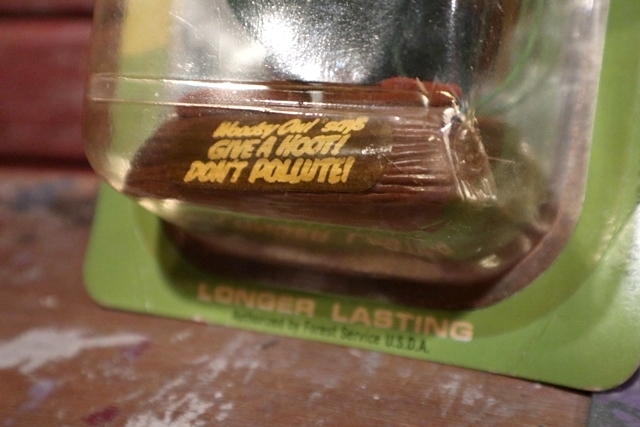 Woodsy Owl says
GIVE A HOOT!
DON'T POLLUTE!
LONGER LASTING
Authorized by Forest Service U.S.D.A.